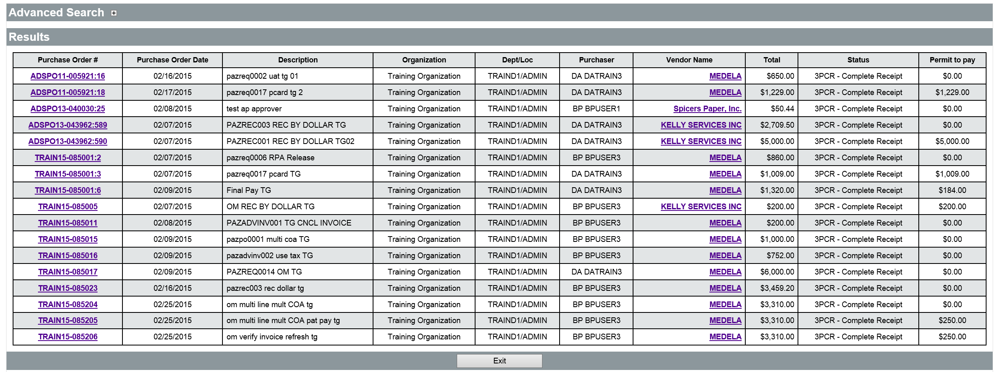 Advanced Search
Results
Purchase Order # Purchase Order Date Description Organization Dept/Loc Purchaser Vendor Name Total Status Permit to pay
ADSPO11-005921:16 02/16/2015 pazreq0002 uat tg 01 Training Organization TRAIND1/ADMIN DA DATRAIN3 MEDELA $650.00 3PCR - Complete Receipt $0.00
ADSPO11-005921:18 02/17/2015 pazreq0017 pcard tg 2 Training Organization TRAIND1/ADMIN DA DATRAIN3 MEDELA $1,229.00 3PCR - Complete Receipt $1,229.00
ADSPO13-040030:25 02/08/2015 test ap approver Training Organization TRAIND1/ADMIN BP BPUSER1 Spicers Paper, Inc. $50.44 3PCR - Complete Receipt $0.00
ADSPO13-043962:589 02/07/2015 PAZREC003 REC BY DOLLAR TG Training Organization TRAIND1/ADMIN DA DATRAIN3 KELLY SERVICES INC $2,709.50 3PCR - Complete Receipt $0.00
ADSPO13-043962:590 02/07/2015 PAZREC001 REC BY DOLLAR TG02 Training Organization TRAIND1/ADMIN DA DATRAIN3 KELLY SERVICES INC $5,000.00 3PCR - Complete Receipt $5,000.00
TRAIN15-085001:2 02/07/2015 pazreq0006 RPA Release Training Organization TRAIND1/ADMIN BP BPUSER3 MEDELA $860.00 3PCR - Complete Receipt $0.00
TRAIN15-085001:3 02/07/2015 pazreq0017 pcard TG Training Organization TRAIND1/ADMIN DA DATRAIN3 MEDELA $1,009.00 3PCR - Complete Receipt $1,009.00
TRAIN15-085001:6 02/09/2015 Final Pay TG Training Organization TRAIND1/ADMIN DA DATRAIN3 MEDELA $1,320.00 3PCR - Complete Receipt $184.00
TRAIN15-085005 02/07/2015 OM REC BY DOLLAR TG Training Organization TRAIND1/ADMIN BP BPUSER3 KELLY SERVICES INC $200.00 3PCR - Complete Receipt $200.00
TRAIN15-085011 02/08/2015 PAZADVINV001 TG CNCL INVOICE Training Organization TRAIND1/ADMIN BP BPUSER3 MEDELA $200.00 3PCR - Complete Receipt $0.00
TRAIN15-085015 02/09/2015 pazpo0001 multi coa TG Training Organization TRAIND1/ADMIN BP BPUSER3 MEDELA $1,000.00 3PCR - Complete Receipt $0.00
TRAIN15-085016 02/09/2015 pazadvinv002 use tax TG Training Organization TRAIND1/ADMIN BP BPUSER3 MEDELA $752.00 3PCR - Complete Receipt $0.00
TRAIN15-085017 02/09/2015 PAZREQ0014 OM TG Training Organization TRAIND1/ADMIN DA DATRAIN3 MEDELA $6,000.00 3PCR - Complete Receipt $0.00
TRAIN15-085023 02/16/2015 pazrec003 rec dollar tg Training Organization TRAIND1/ADMIN BP BPUSER3 MEDELA $3,459.20 3PCR - Complete Receipt $0.00
TRAIN15-085204 02/25/2015 om multi line mult COA tg Training Organization TRAIND1/ADMIN BP BPUSER3 MEDELA $3,310.00 3PCR - Complete Receipt $0.00
TRAIN15-085205 02/25/2015 om multi line mult COA pat pay tg Training Organization TRAIND1/ADMIN BP BPUSER3 MEDELA $3,310.00 3PCR - Complete Receipt $250.00
TRAIN15-085206 02/25/2015 om verify invoice refresh tg Training Organization TRAIND1/ADMIN BP BPUSER3 MEDELA $3,310.00 3PCR - Complete Receipt $250.00
Exit